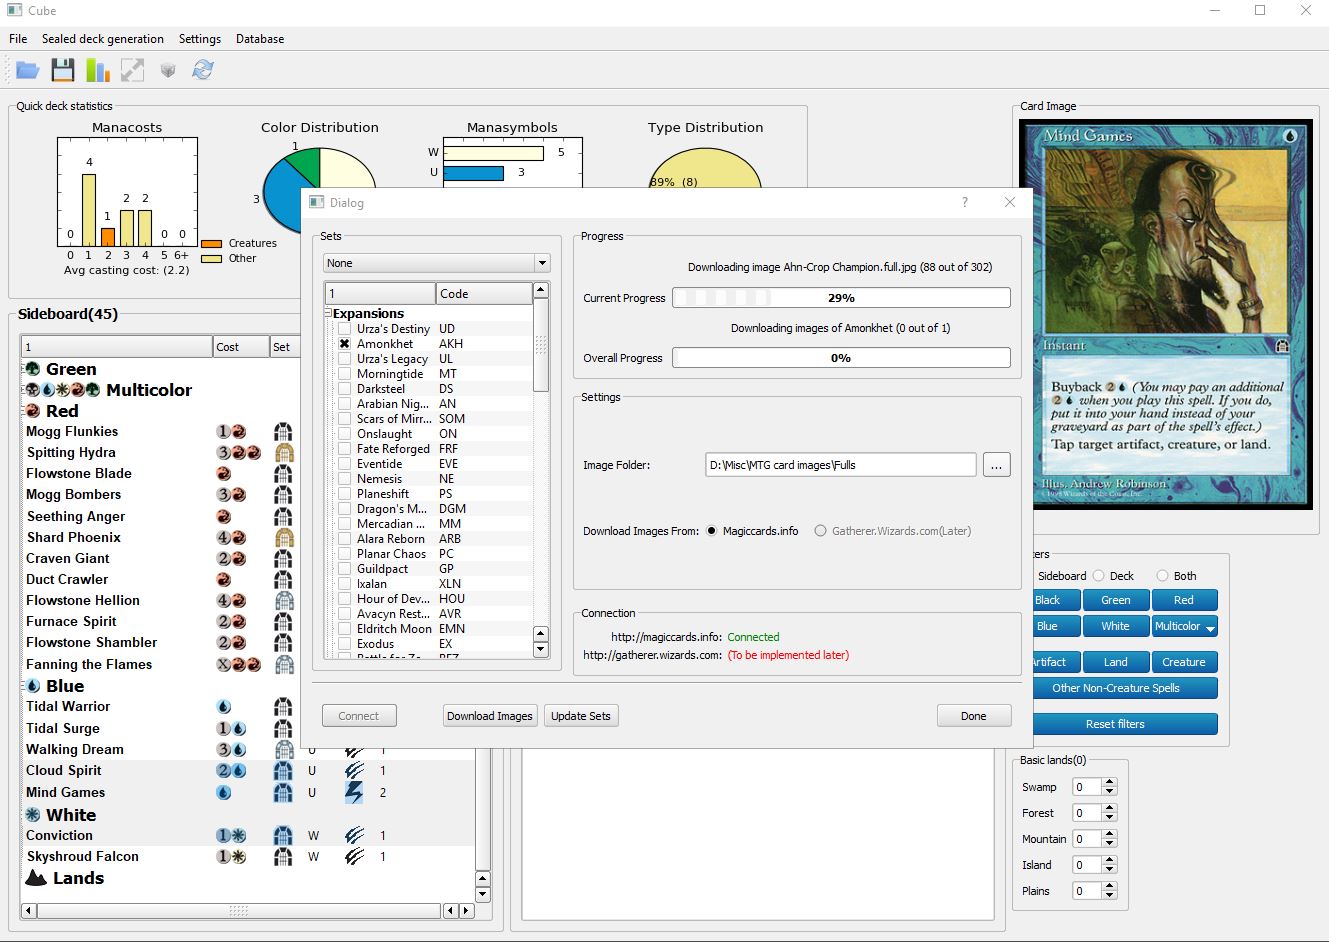 Cube
File Sealed deck generation Settings Database
Quick deck statistics
Manacosts
4
1
2
2
0
0
0
0 1 2 3 4 5 6+
Avg casting cost: (2.2)
Creatures
Other
Color Distribution
1
3
Manasymbols
W 5
U 3
Type Distribution
89% (8)
Card Image
Mind Games
Instant
Buyback 2 (You may pay an additional
2 when you play this spell. If you do,
put it into your hand instead of your
graveyard as part of the spell's effect.)
Tap target artifact, creature, or land.
Illus. Andrew Robinson
Sideboard(45)
1 Cost Set
Green
Multicolor
Red
Mogg Flunkies 1
Spitting Hydra 3
Flowstone Blade
Mogg Bombers 3
Seething Anger
Shard Phoenix 4
Craven Giant 2
Duct Crawler
Flowstone Hellion 4
Furnace Spirit 2
Flowstone Shambler 2
Fanning the Flames X
Blue
Tidal Warrior
Tidal Surge 1
Walking Dream 3 U 1
Cloud Spirit 2 U 1
Mind Games U 2
White
Conviction 1 W 1
Skyshroud Falcon 1 W 1
Lands
Dialog ?
Sets
None
1 Code
Expansions
Urza's Destiny UD
Amonkhet AKH
Urza's Legacy UL
Morningtide MT
Darksteel DS
Arabian Nig... AN
Scars of Mirr... SOM
Onslaught ON
Fate Reforged FRF
Eventide EVE
Nemesis NE
Planeshift PS
Dragon's M... DGM
Mercadian ... MM
Alara Reborn ARB
Planar Chaos PC
Guildpact GP
Ixalan XLN
Hour of Dev... HOU
Avacyn Rest... AVR
Eldritch Moon EMN
Exodus EX
Progress
Downloading image Ahn-Crop Champion.full.jpg (88 out of 302)
Current Progress 29%
Downloading images of Amonkhet (0 out of 1)
Overall Progress 0%
Settings
Image Folder: D:\Misc\MTG card images\Fulls ...
Download Images From: Magiccards.info Gatherer.Wizards.com(Later)
Connection
http://magiccards.info: Connected
http://gatherer.wizards.com: (To be implemented later)
Connect Download Images Update Sets Done
ters
Sideboard Deck Both
Black Green Red
Blue White Multicolor
rtifact Land Creature
Other Non-Creature Spells
Reset filters
Basic lands(0)
Swamp 0
Forest 0
Mountain 0
Island 0
Plains 0